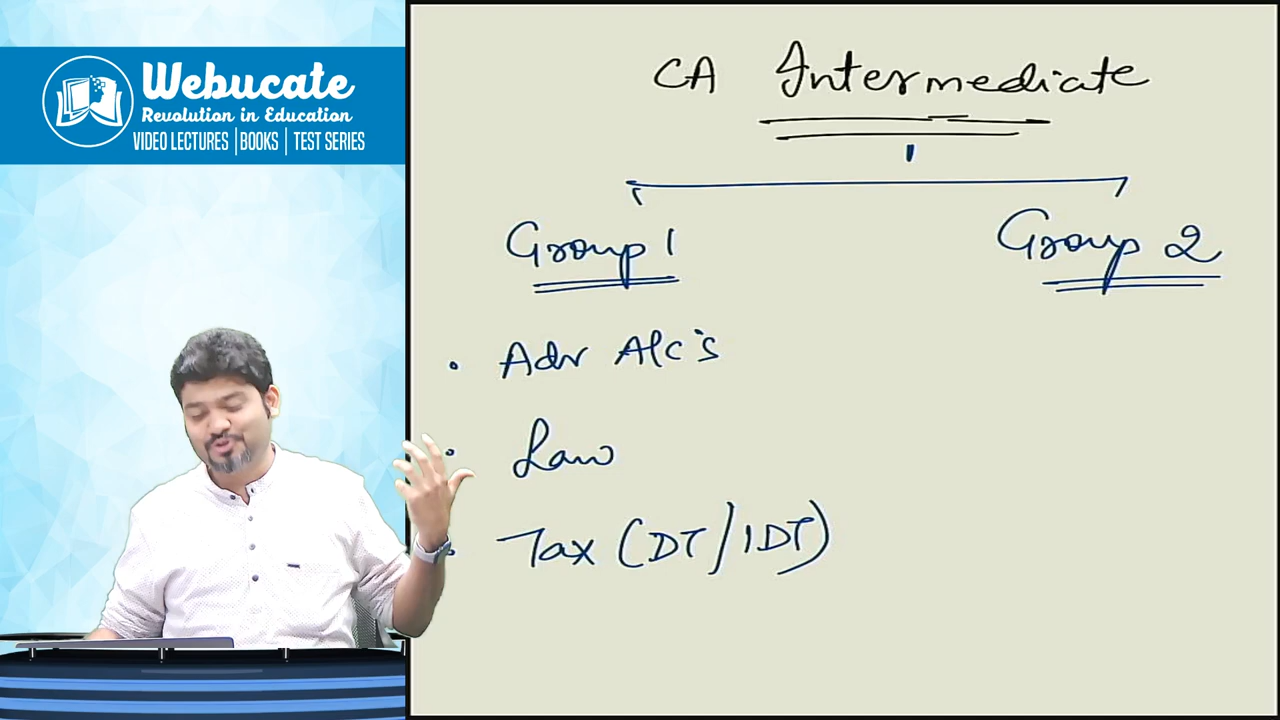 Webucate
Revolution in Education
VIDEO LECTURES | BOOKS | TEST SERIES
CA Intermediate
Group 1
Group 2
• Adv A/c's
• Law
• Tax (DT/IDT)